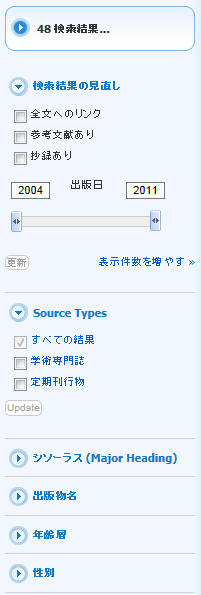 48 検索結果...
検索結果の見直し
全文へのリンク
参考文献あり
抄録あり
2004 出版日 2011
更新 表示件数を増やす »
Source Types
すべての結果
学術専門誌
定期刊行物
Update
シソーラス (Major Heading)
出版物名
年齢層
性別